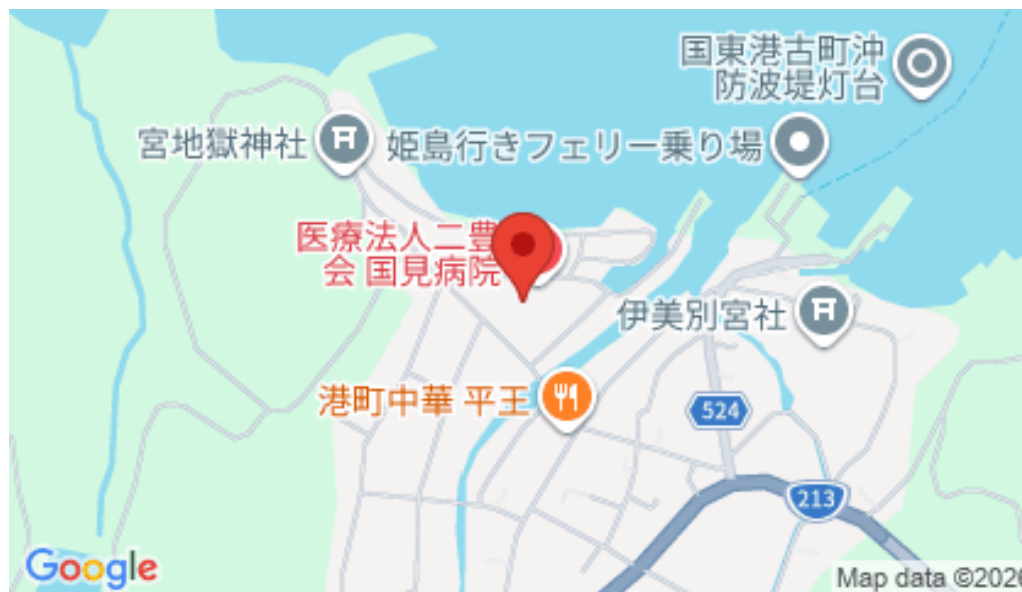 国東港古町沖
防波堤灯台
宮地獄神社
姫島行きフェリー乗り場
医療法人二豊
会 国見病院
伊美別宮社
港町中華 平王
524
213
Google
Map data ©2026